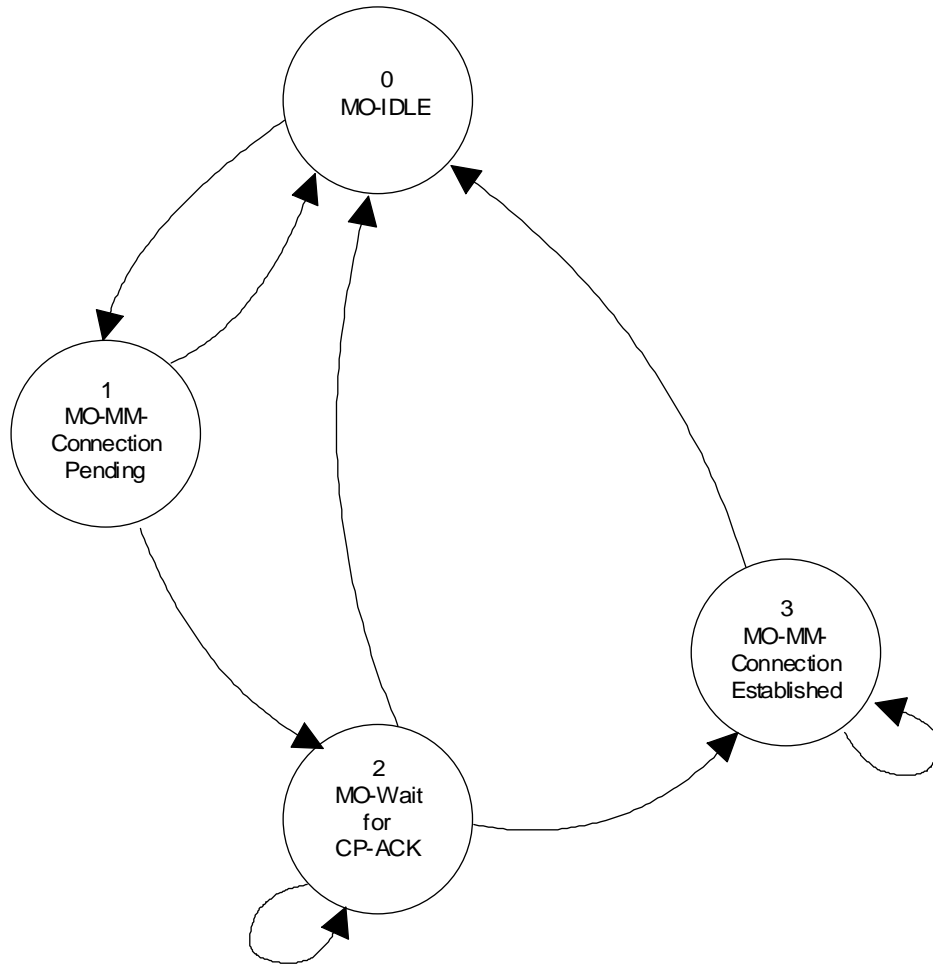 0
MO-IDLE
1
MO-MM-
Connection
Pending
3
MO-MM-
Connection
Established
2
MO-Wait
for
CP-ACK